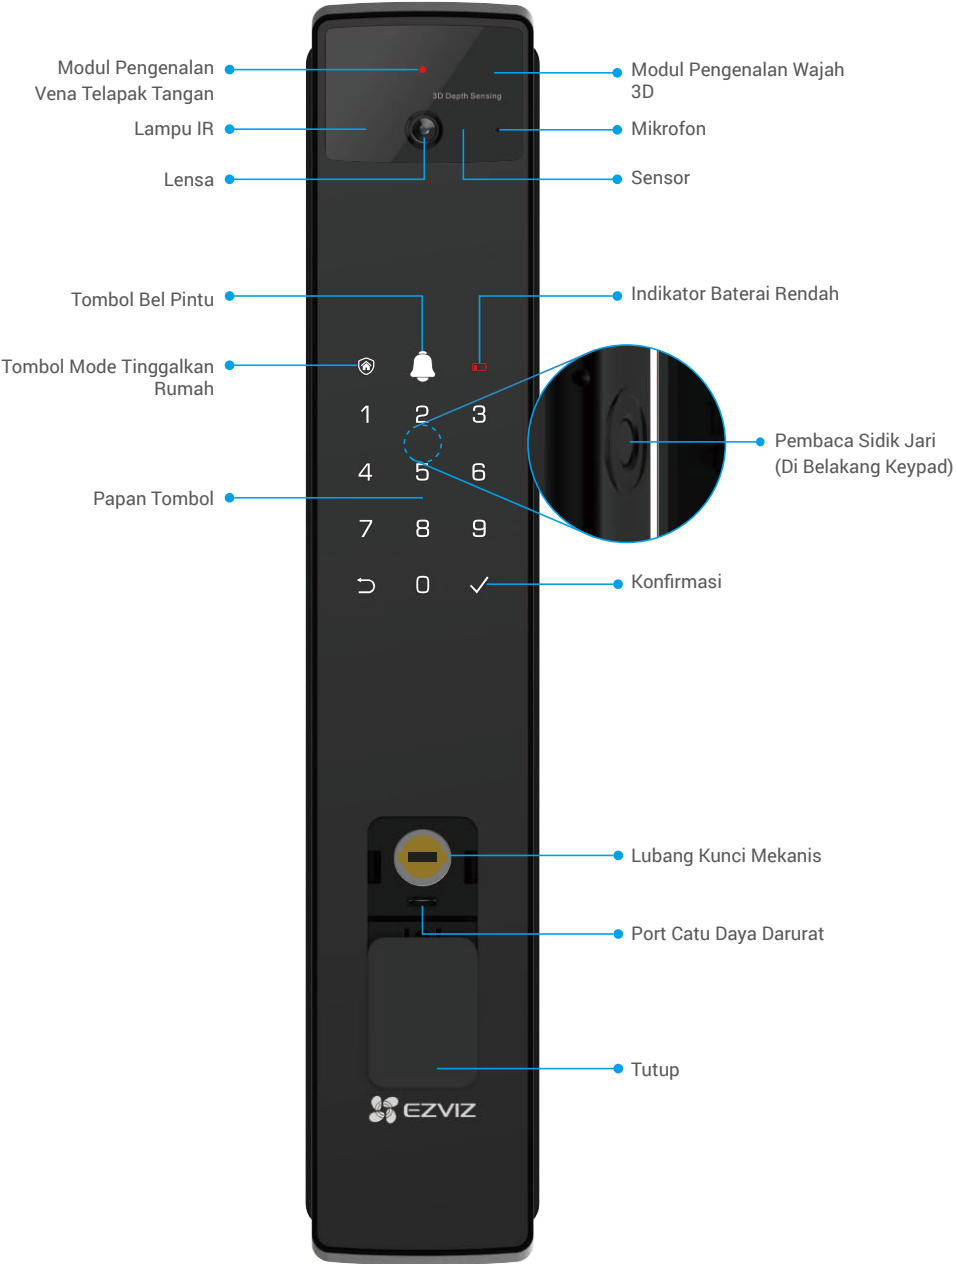 Modul Pengenalan
Vena Telapak Tangan
Modul Pengenalan Wajah
3D
3D Depth Sensing
Lampu IR
Mikrofon
Lensa
Sensor
Tombol Bel Pintu
Indikator Baterai Rendah
Tombol Mode Tinggalkan
Rumah
1 2 3
Pembaca Sidik Jari
(Di Belakang Keypad)
4 5 6
Papan Tombol
7 8 9
0
Konfirmasi
Lubang Kunci Mekanis
Port Catu Daya Darurat
Tutup
EZVIZ